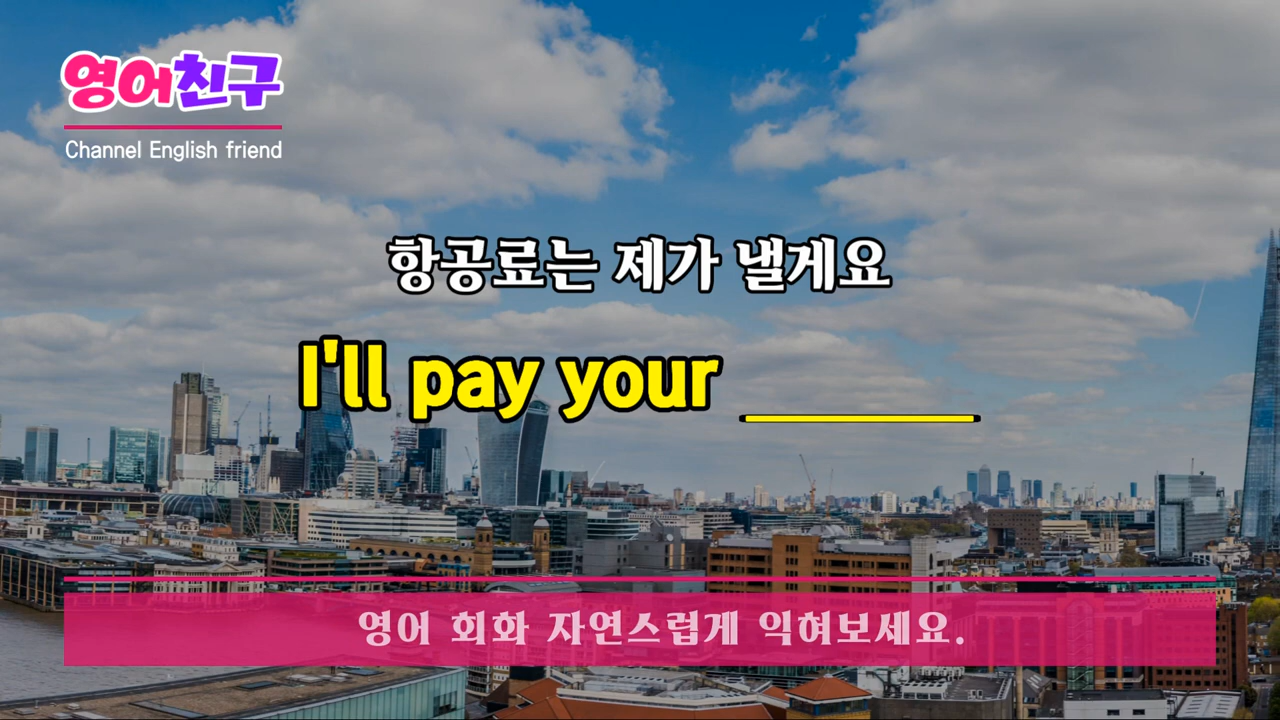 영어친구
Channel English friend
항공료는 제가 낼게요
I'll pay your ______
영어 회화 자연스럽게 익혀보세요.